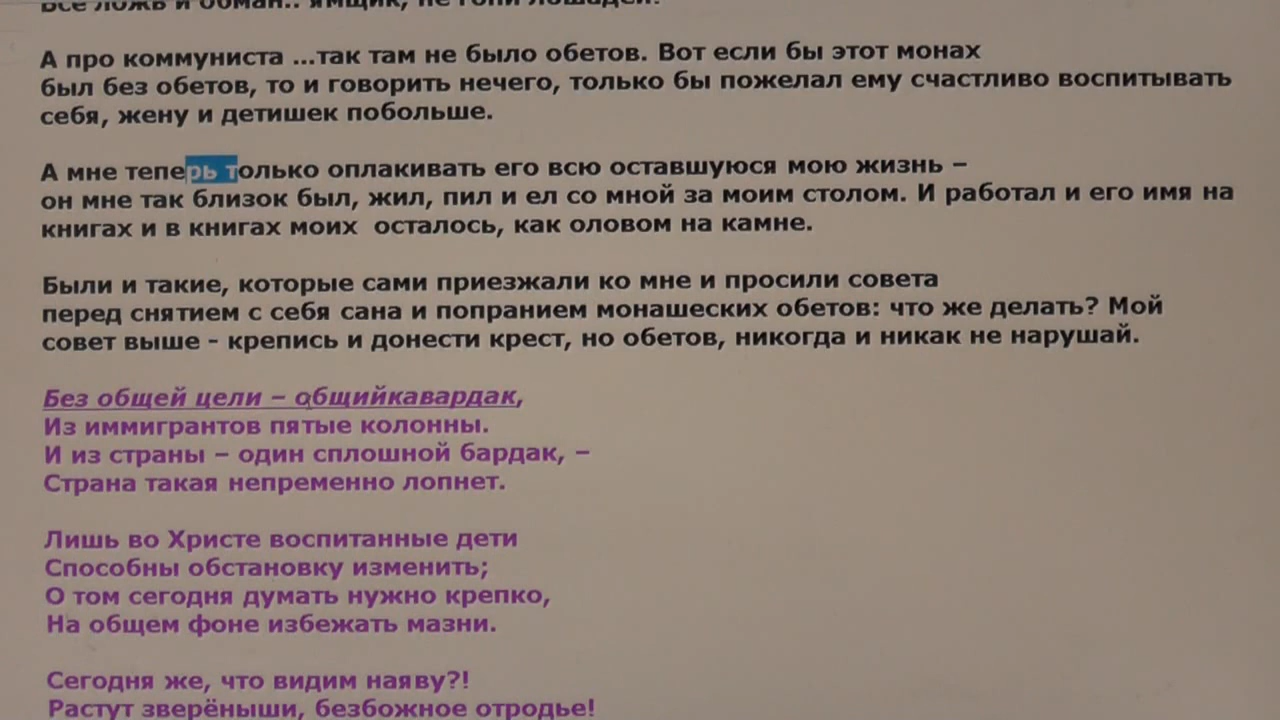 Все ложь и обман.. ямщик, не гони лошадей!
А про коммуниста ...так там не было обетов. Вот если бы этот монах
был без обетов, то и говорить нечего, только бы пожелал ему счастливо воспитывать
себя, жену и детишек побольше.
А мне теперь только оплакивать его всю оставшуюся мою жизнь –
он мне так близок был, жил, пил и ел со мной за моим столом. И работал и его имя на
книгах и в книгах моих осталось, как оловом на камне.
Были и такие, которые сами приезжали ко мне и просили совета
перед снятием с себя сана и попранием монашеских обетов: что же делать? Мой
совет выше - крепись и донести крест, но обетов, никогда и никак не нарушай.
Без общей цели – общийкавардак,
Из иммигрантов пятые колонны.
И из страны – один сплошной бардак, –
Страна такая непременно лопнет.
Лишь во Христе воспитанные дети
Способны обстановку изменить;
О том сегодня думать нужно крепко,
На общем фоне избежать мазни.
Сегодня же, что видим наяву?!
Растут зверёныши, безбожное отродье!